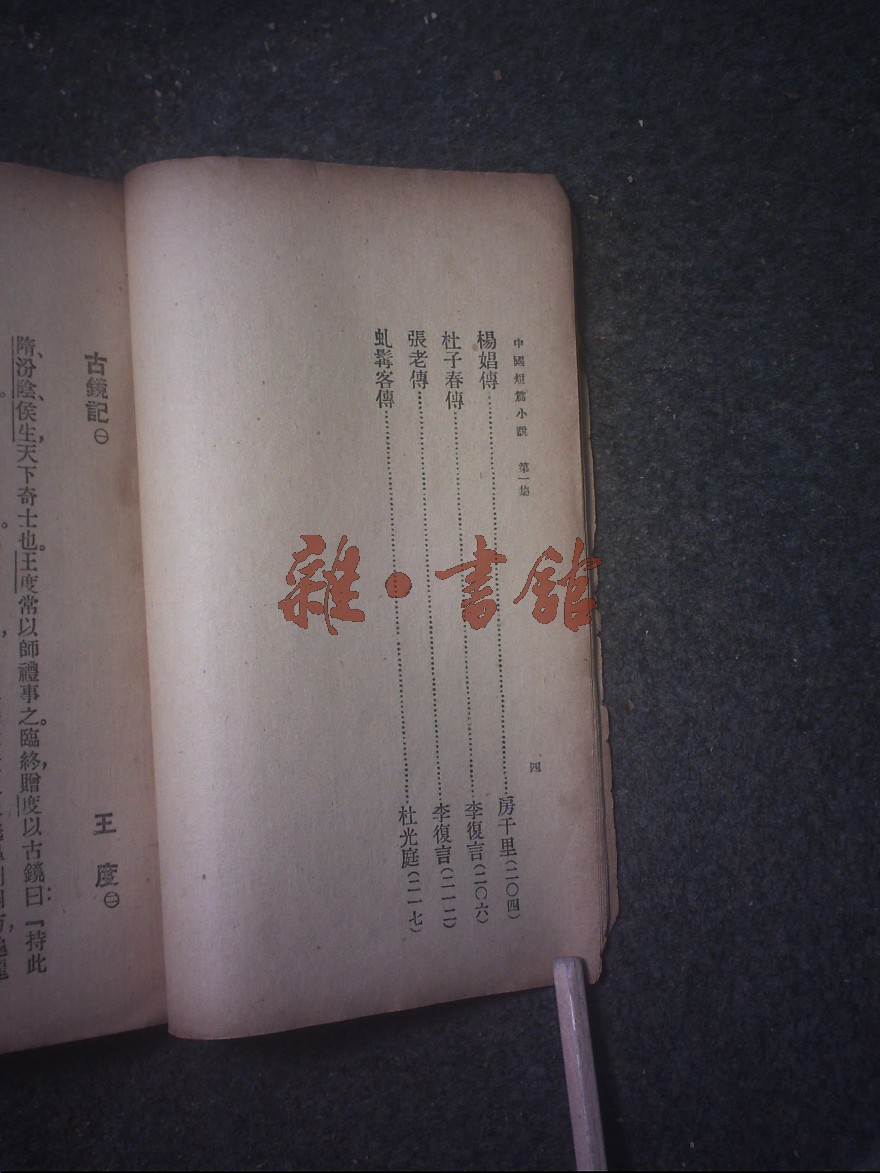 中國短篇小說　第一集
四
楊娼傳……房千里(二〇四)
杜子春傳……李復言(二〇六)
張老傳……李復言(二一二)
虬髯客傳……杜光庭(二一七)
古鏡記㊀
王度㊁
隋、汾陰、侯生，天下奇士也。王度常以師禮事之。臨終，贈度以古鏡曰：『持此
雜·書館